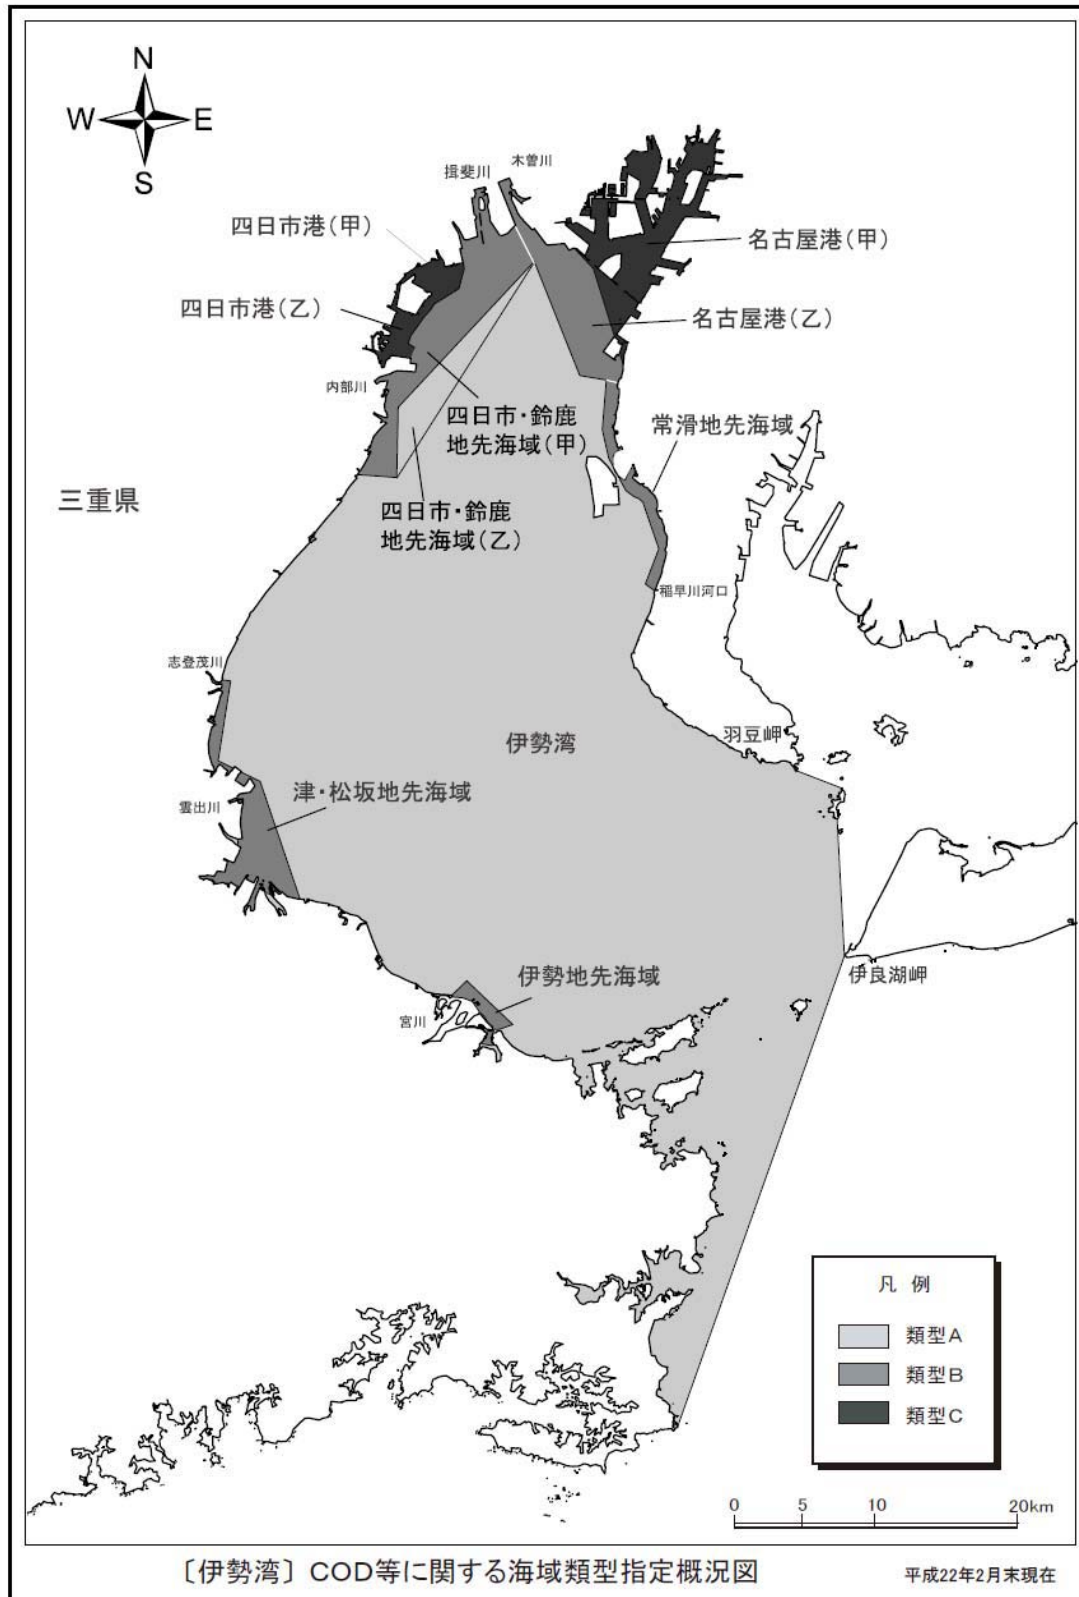 N
W
E
S
木曽川
揖斐川
四日市港(甲)
名古屋港(甲)
四日市港(乙)
名古屋港(乙)
内部川
四日市・鈴鹿
地先海域(甲)
常滑地先海域
三重県
四日市・鈴鹿
地先海域(乙)
稲早川河口
志登茂川
羽豆岬
伊勢湾
津・松坂地先海域
雲出川
伊良湖岬
伊勢地先海域
宮川
凡 例
類型A
類型B
類型C
0 5 10 20km
〔伊勢湾〕COD等に関する海域類型指定概況図
平成22年2月末現在